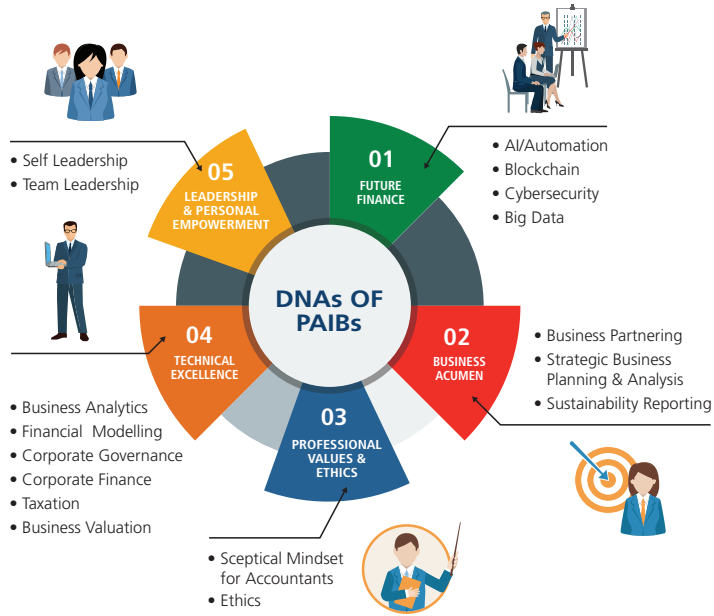 DNAs OF
PAIBs
01
FUTURE
FINANCE
• AI/Automation
• Blockchain
• Cybersecurity
• Big Data
02
BUSINESS
ACUMEN
• Business Partnering
• Strategic Business
Planning & Analysis
• Sustainability Reporting
03
PROFESSIONAL
VALUES &
ETHICS
• Sceptical Mindset
for Accountants
• Ethics
04
TECHNICAL
EXCELLENCE
• Business Analytics
• Financial Modelling
• Corporate Governance
• Corporate Finance
• Taxation
• Business Valuation
05
LEADERSHIP
& PERSONAL
EMPOWERMENT
• Self Leadership
• Team Leadership